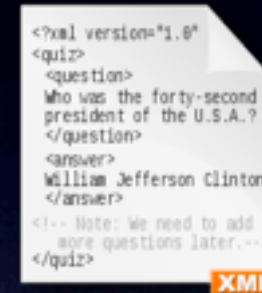 <?xml version="1.0"
<quiz>
<question>
Who was the forty-second
president of the U.S.A.?
</question>
<answer>
William Jefferson Clinton
</answer>
<!-- Note: We need to add
more questions later.--
</quiz>
XML